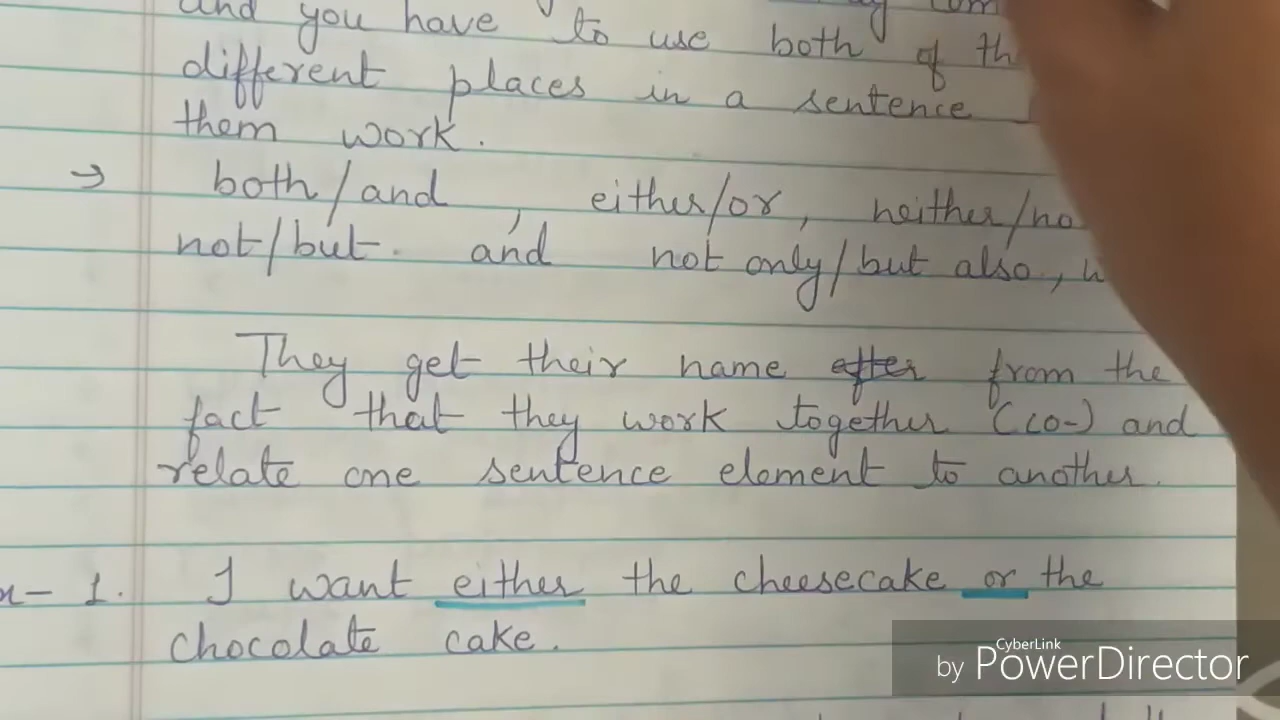 and you have to use both of
different places in a sentence
them work.
→ both/and, either/or, neither/
not/but. and not only/but also,
They get their name after from the
fact that they work together (co-) and
relate one sentence element to another.
1. I want either the cheesecake or the
chocolate cake.
CyberLink
by PowerDirector